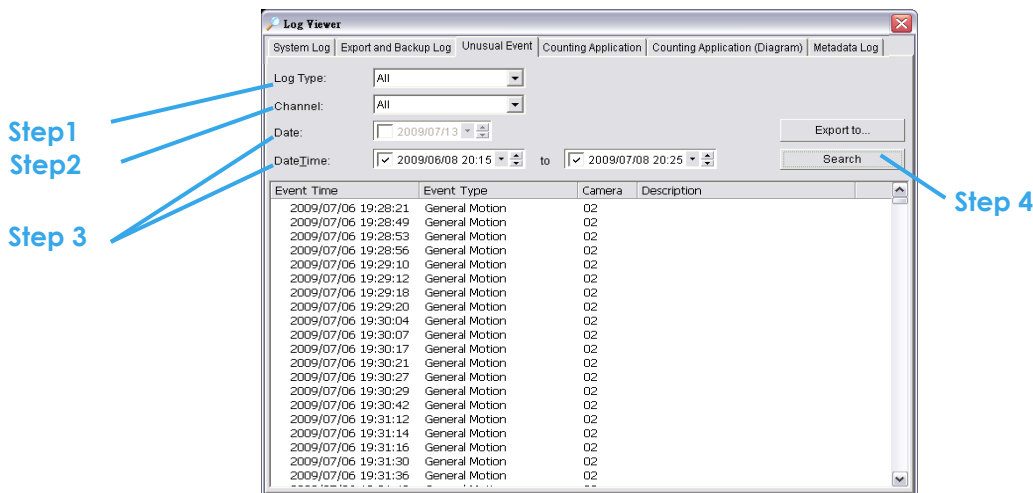 Log Viewer
System Log Export and Backup Log Unusual Event Counting Application Counting Application (Diagram) Metadata Log
Log Type: All
Step1
Channel: All
Step2
Date: 2009/07/13
Export to...
DateTime: 2009/06/08 20:15 to 2009/07/08 20:25
Search
Step 3
Step 4
Event Time Event Type Camera Description
2009/07/06 19:28:21 General Motion 02
2009/07/06 19:28:49 General Motion 02
2009/07/06 19:28:53 General Motion 02
2009/07/06 19:28:56 General Motion 02
2009/07/06 19:29:10 General Motion 02
2009/07/06 19:29:12 General Motion 02
2009/07/06 19:29:18 General Motion 02
2009/07/06 19:29:20 General Motion 02
2009/07/06 19:30:04 General Motion 02
2009/07/06 19:30:07 General Motion 02
2009/07/06 19:30:17 General Motion 02
2009/07/06 19:30:21 General Motion 02
2009/07/06 19:30:27 General Motion 02
2009/07/06 19:30:29 General Motion 02
2009/07/06 19:30:42 General Motion 02
2009/07/06 19:31:12 General Motion 02
2009/07/06 19:31:14 General Motion 02
2009/07/06 19:31:16 General Motion 02
2009/07/06 19:31:30 General Motion 02
2009/07/06 19:31:36 General Motion 02